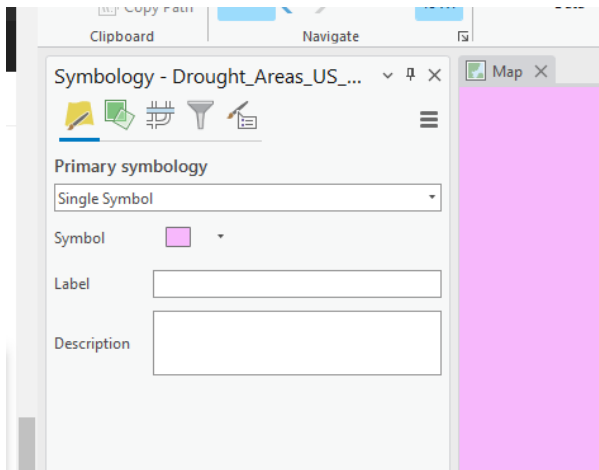 Copy Path
Clipboard
Navigate
Symbology - Drought_Areas_US_...
Map
Primary symbology
Single Symbol
Symbol
Label
Description